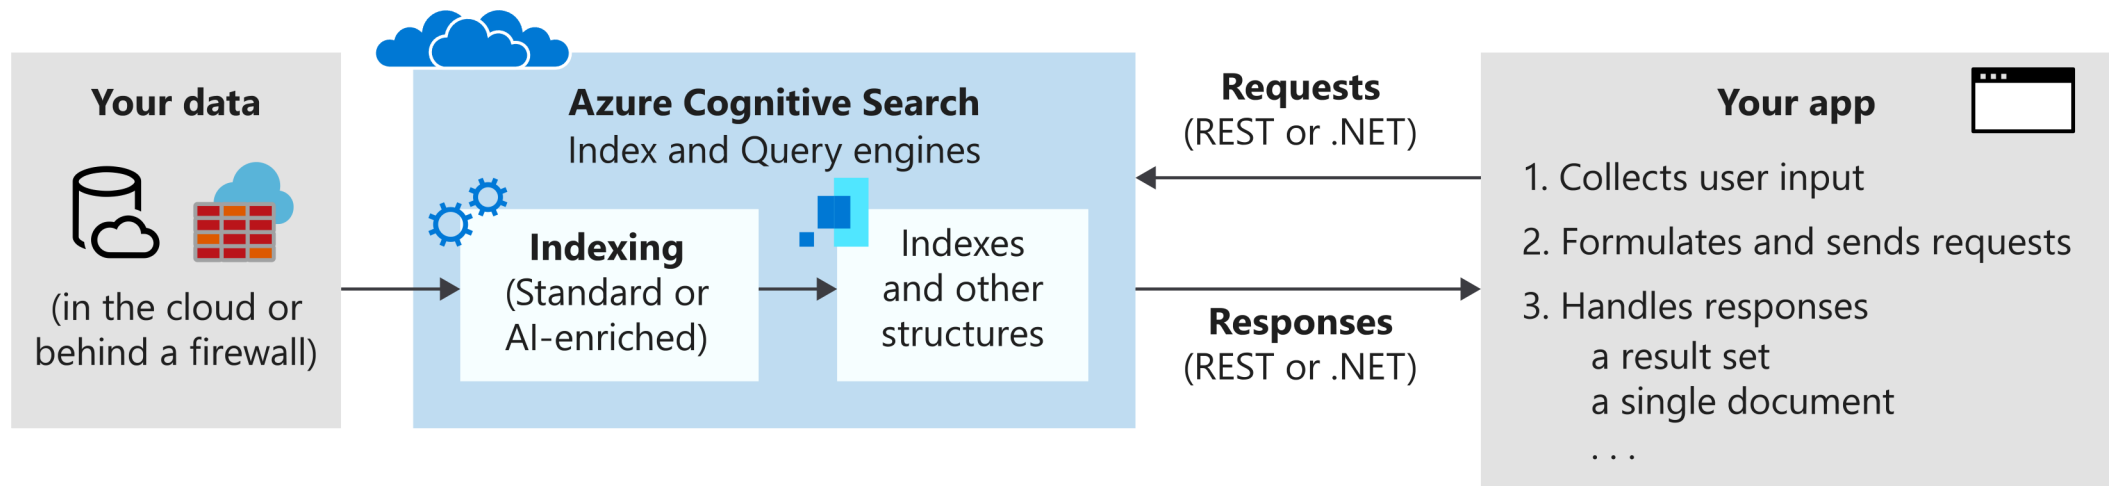 Your data
(in the cloud or
behind a firewall)
Azure Cognitive Search
Index and Query engines
Indexing
(Standard or
AI-enriched)
Indexes
and other
structures
Requests
(REST or .NET)
Responses
(REST or .NET)
Your app
1. Collects user input
2. Formulates and sends requests
3. Handles responses
a result set
a single document
. . .